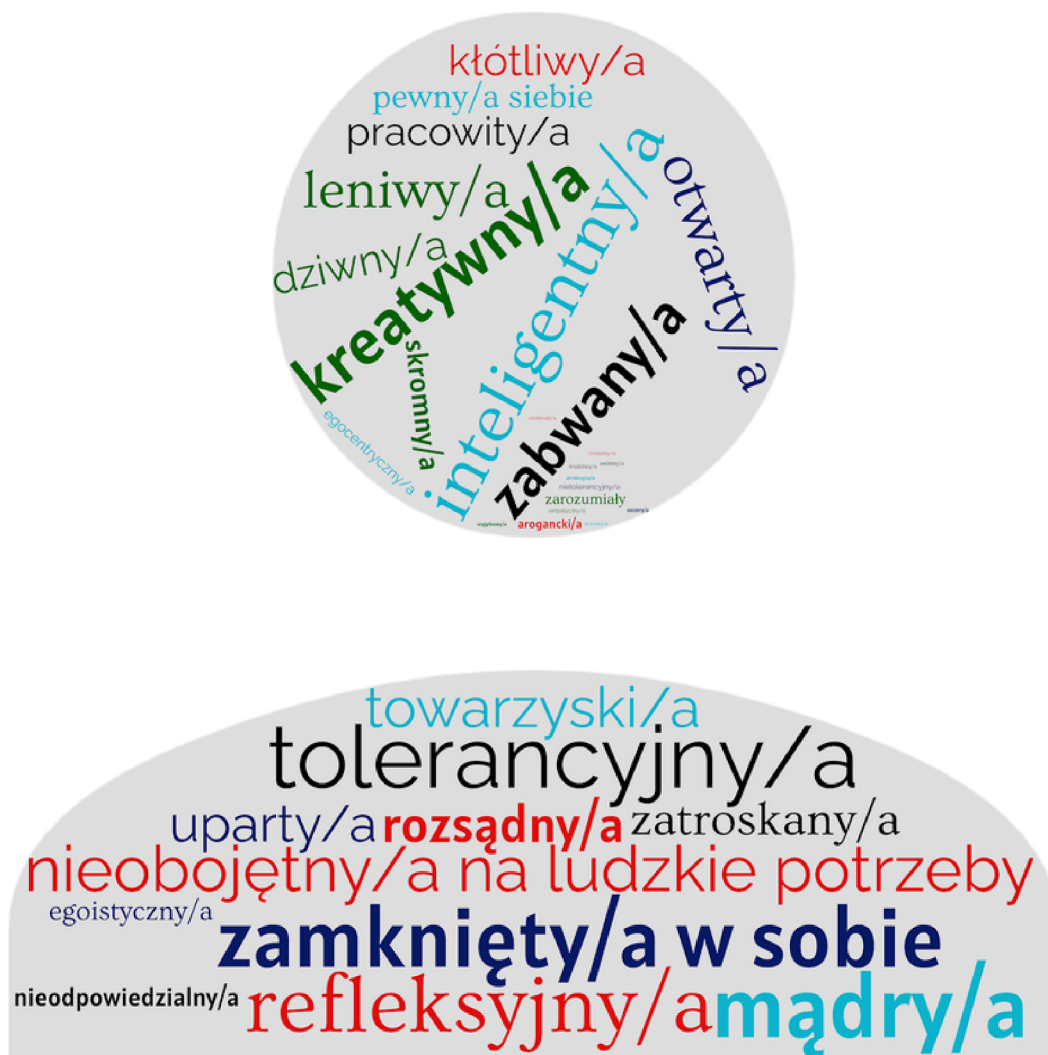 kłótliwy/a
pewny/a siebie
pracowity/a
leniwy/a
dziwny/a
kreatywny/a
inteligentny/a
otwarty/a
skromny/a
egocentryczny/a
zabwany/a
nietolerancyjny/a
zarozumiały
arogancki/a
towarzyski/a
tolerancyjny/a
uparty/a rozsądny/a zatroskany/a
nieobojętny/a na ludzkie potrzeby
egoistyczny/a
zamknięty/a w sobie
nieodpowiedzialny/a refleksyjny/a mądry/a